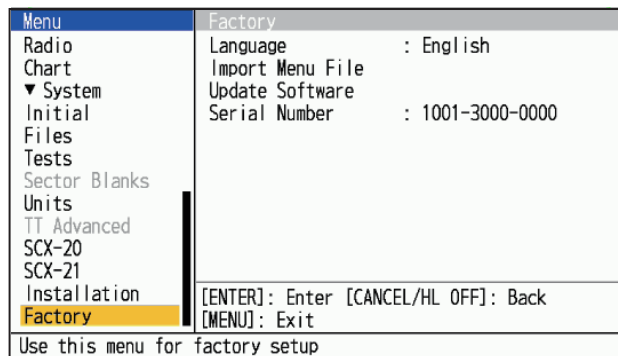 Menu
Radio
Chart
▼ System
Initial
Files
Tests
Sector Blanks
Units
TT Advanced
SCX-20
SCX-21
Installation
Factory
Factory
Language : English
Import Menu File
Update Software
Serial Number : 1001-3000-0000
[ENTER]: Enter [CANCEL/HL OFF]: Back
[MENU]: Exit
Use this menu for factory setup